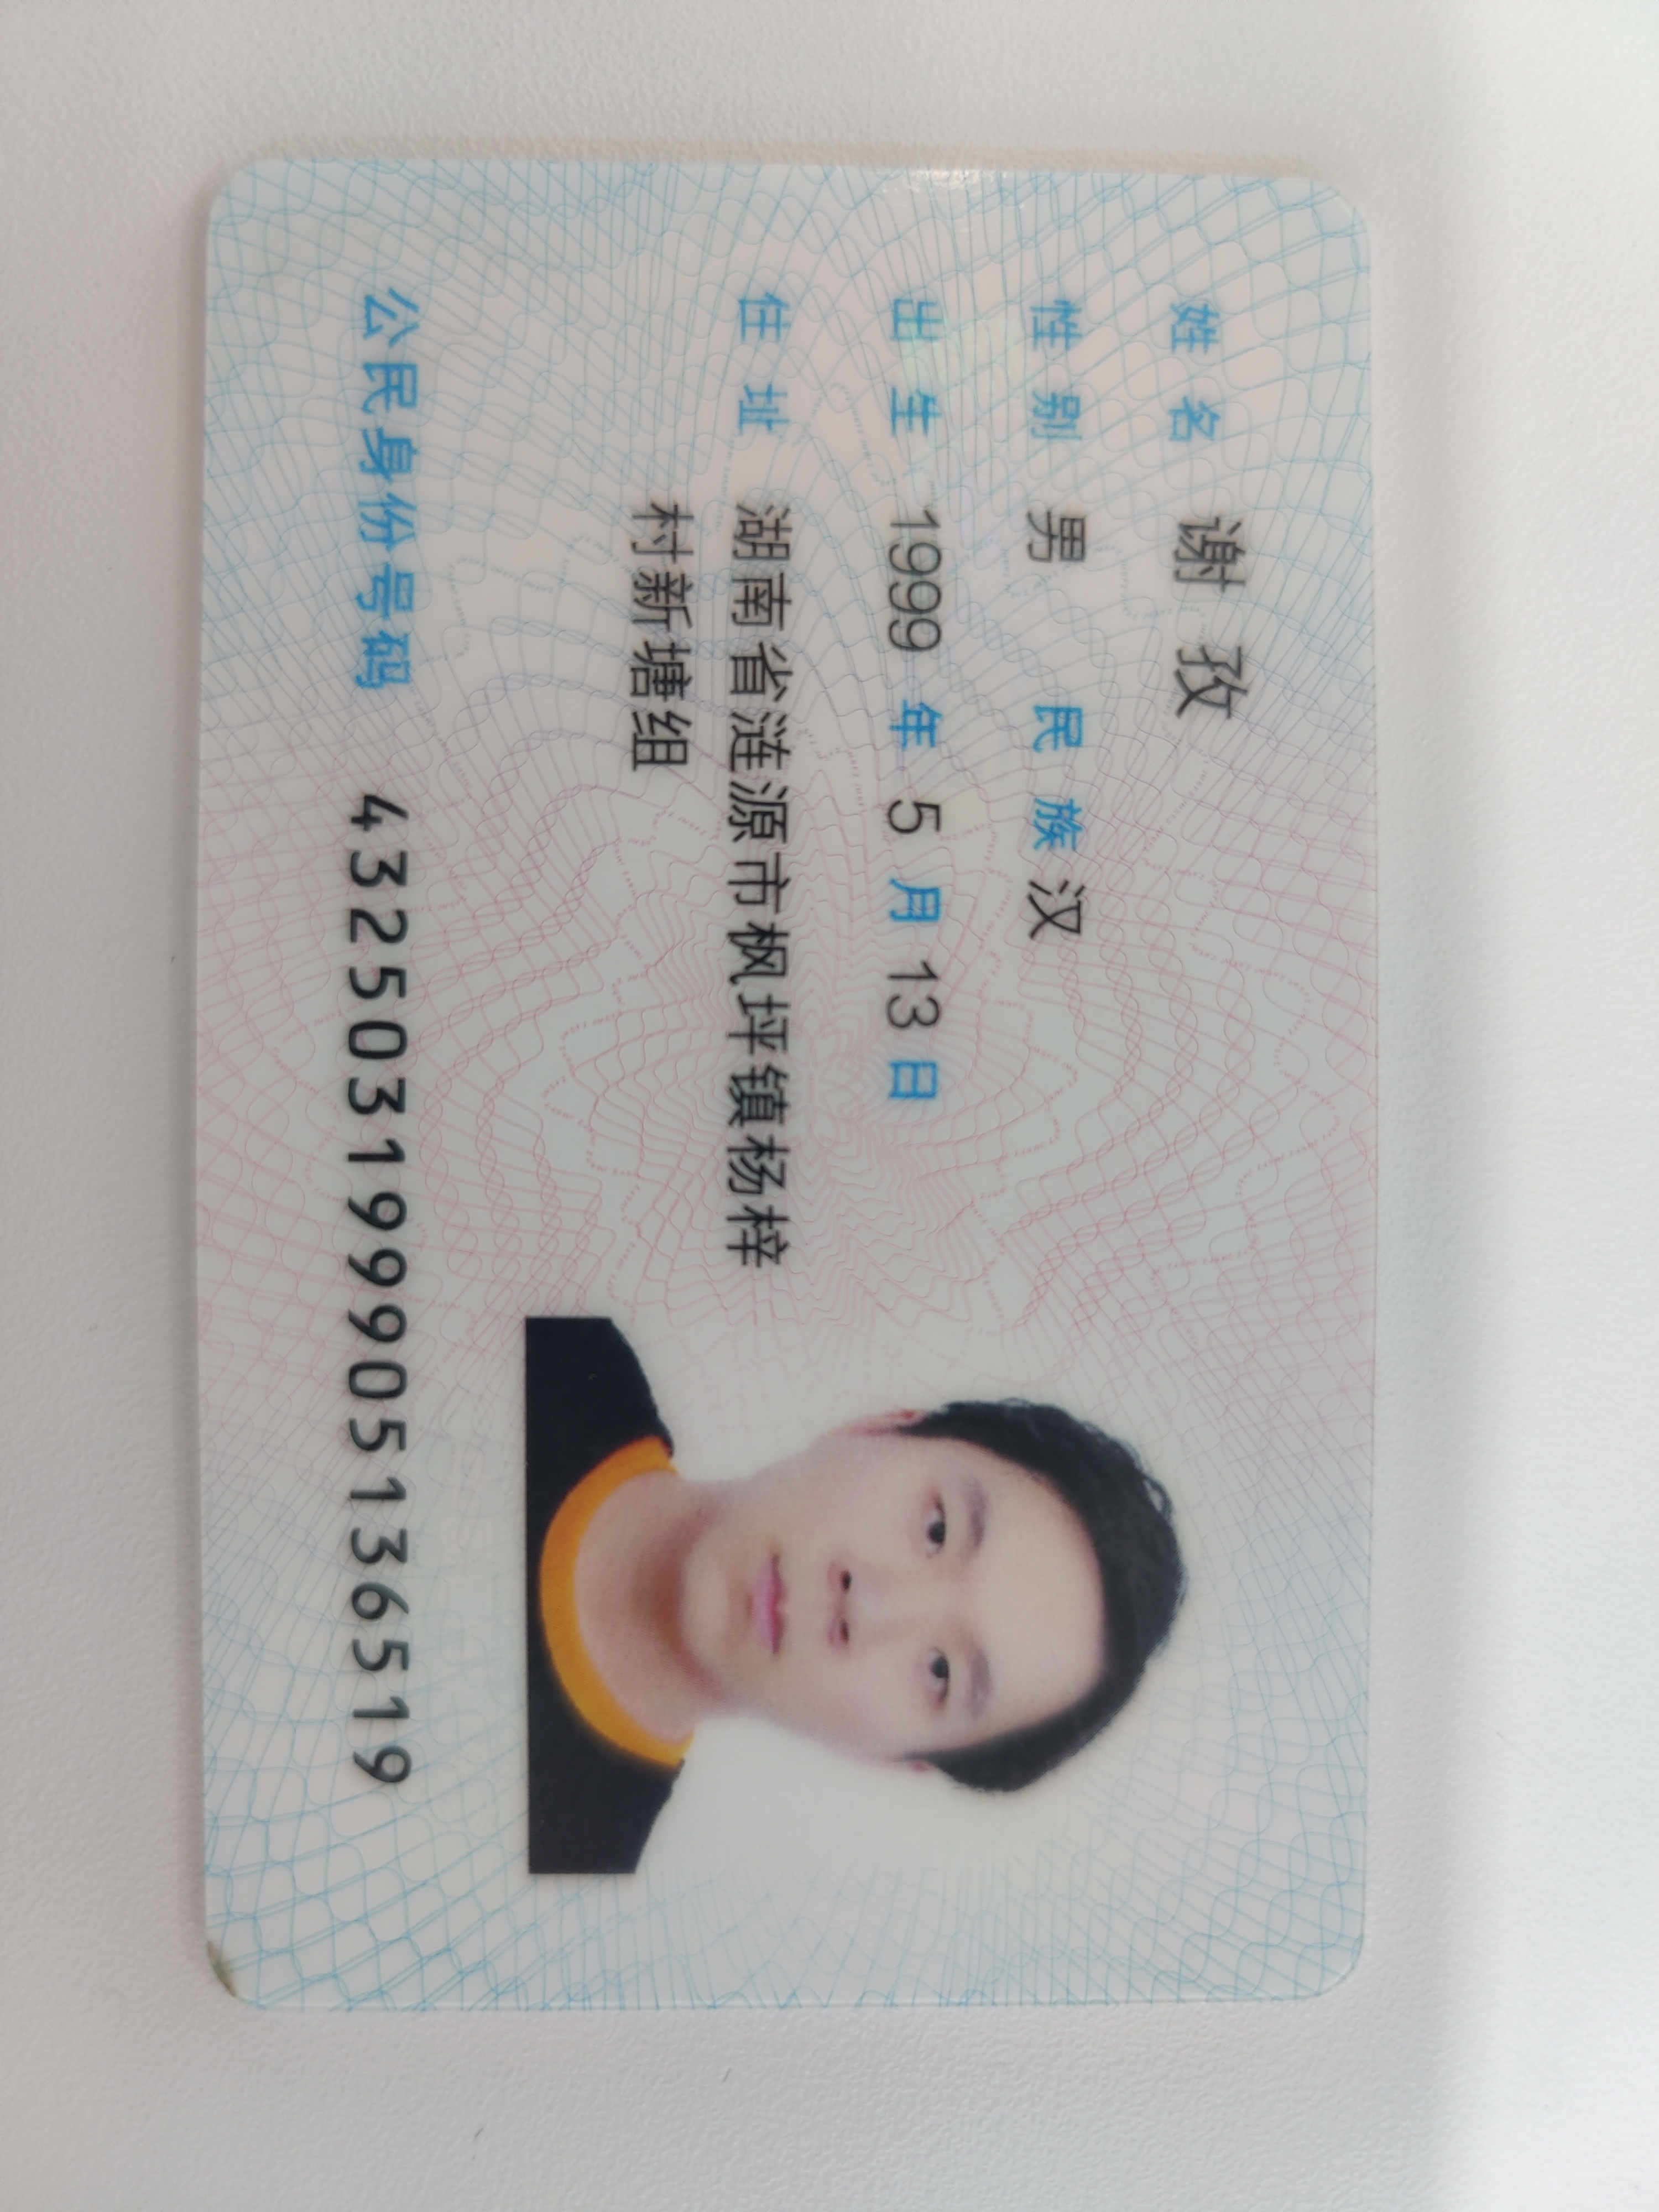 姓名 谢孜
性别 男 民族 汉
出生 1999 年 5 月 13 日
住址 湖南省涟源市枫坪镇杨梓
村新塘组
公民身份号码 432503199905136519